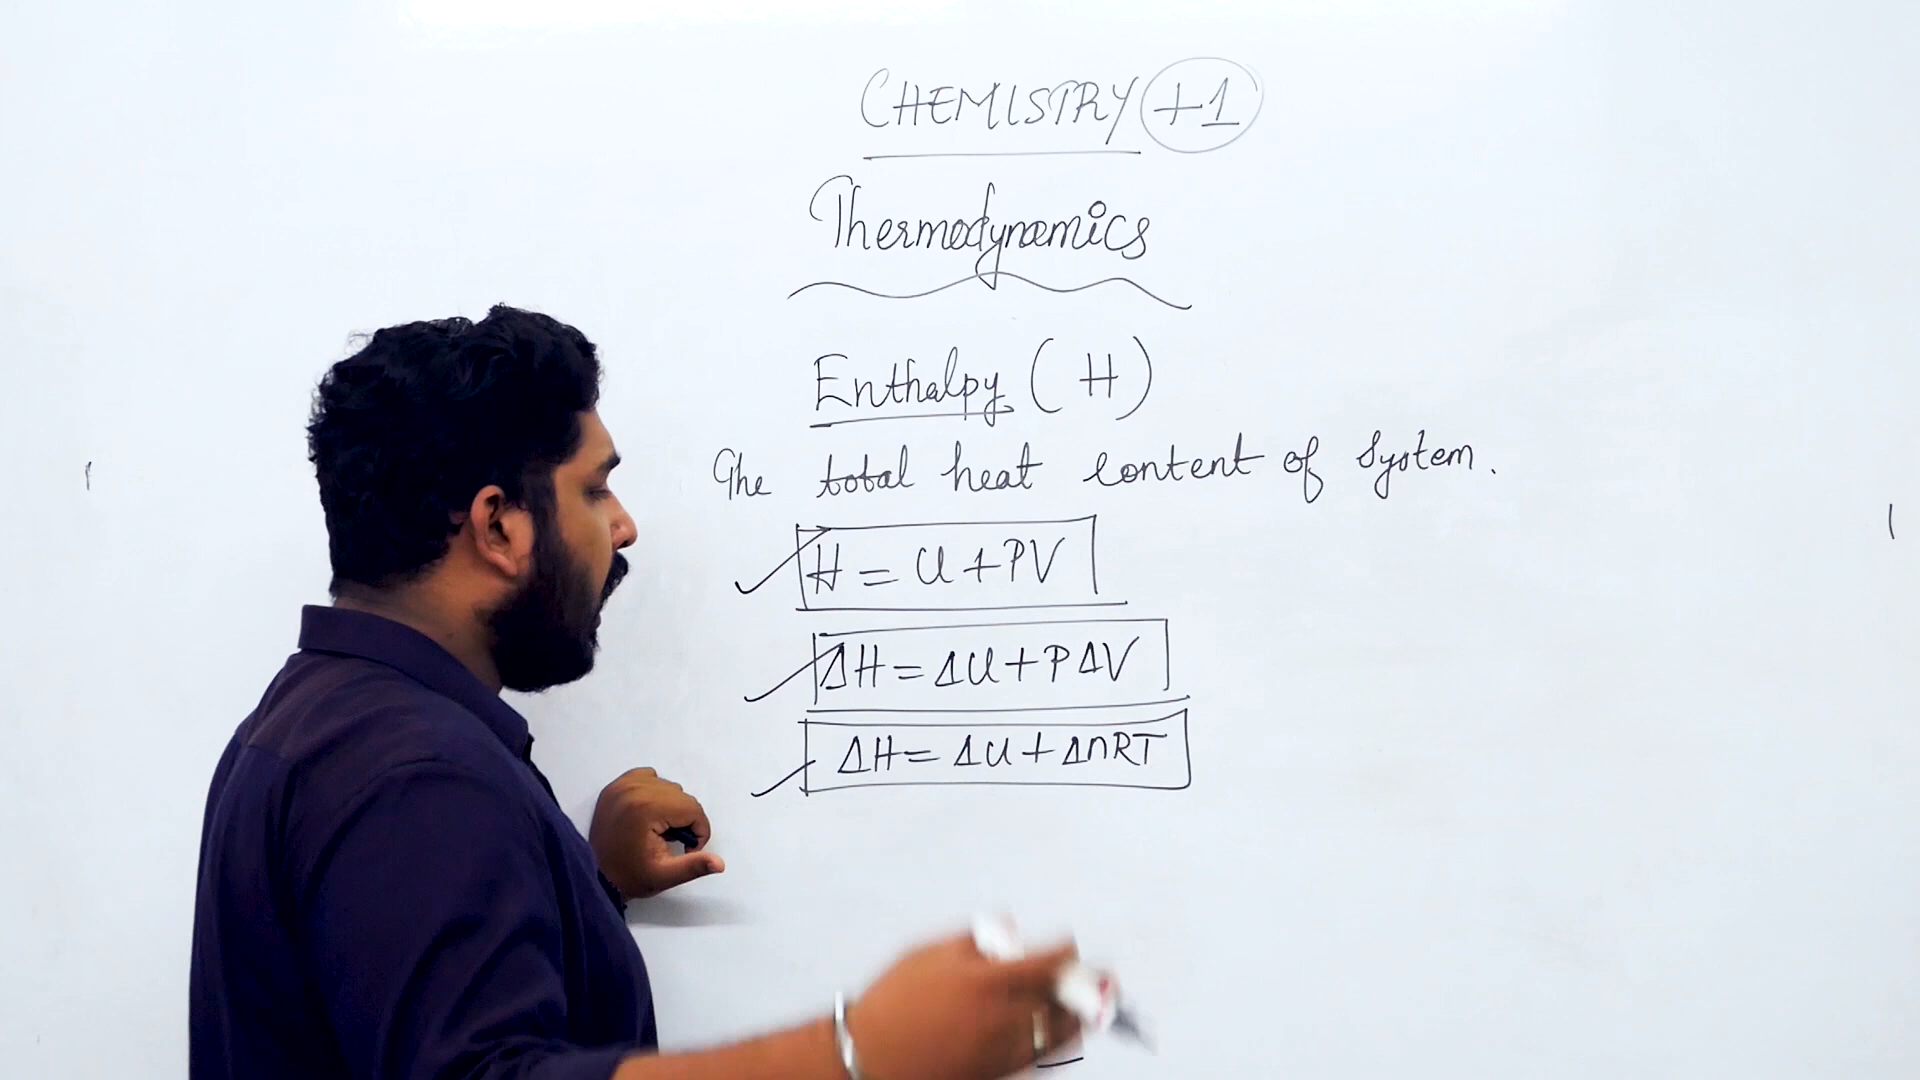 CHEMISTRY +1
Thermodynamics
Enthalpy (H)
The total heat content of System.
H = U + PV
ΔH = ΔU + PΔV
ΔH = ΔU + ΔnRT